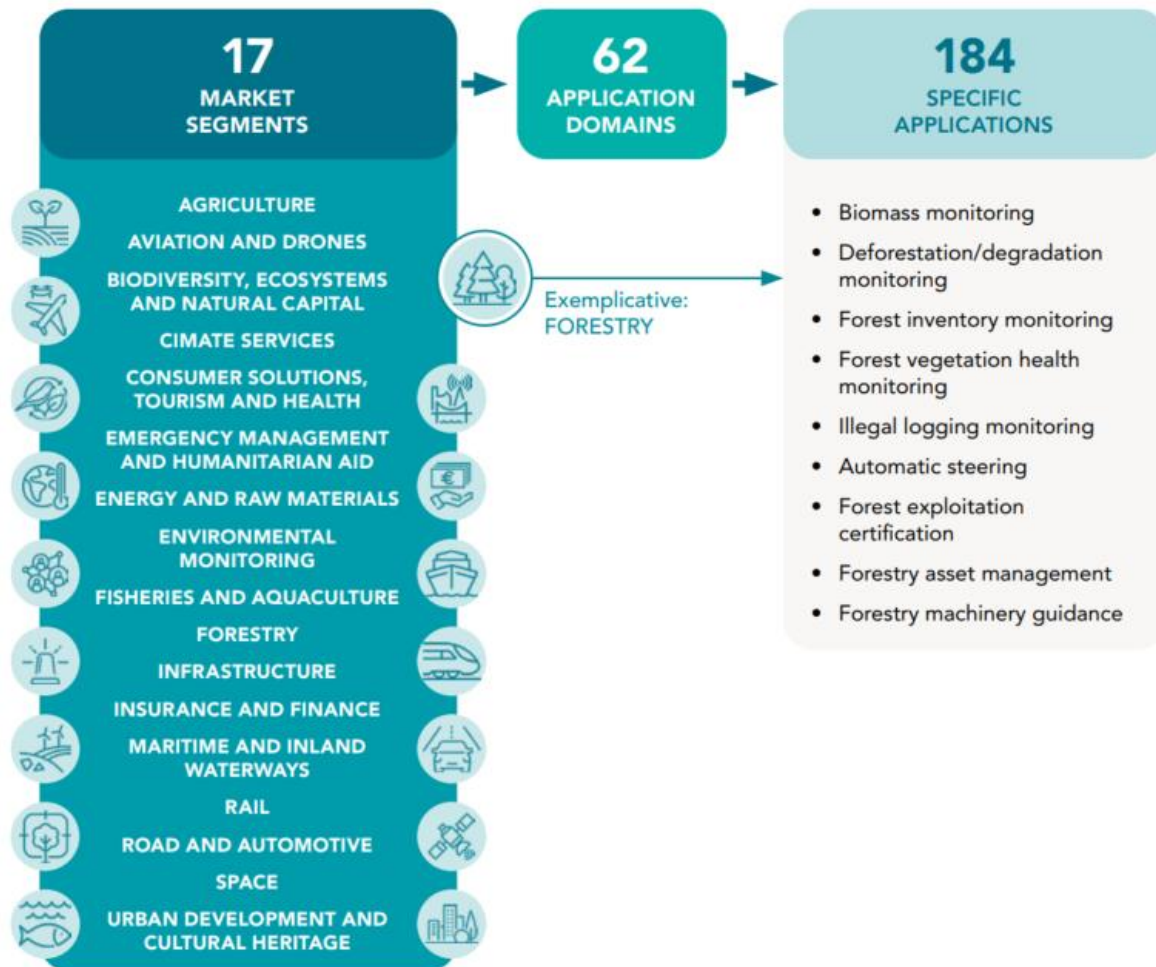 17
MARKET
SEGMENTS
62
APPLICATION
DOMAINS
184
SPECIFIC
APPLICATIONS
AGRICULTURE
AVIATION AND DRONES
BIODIVERSITY, ECOSYSTEMS
AND NATURAL CAPITAL
CIMATE SERVICES
CONSUMER SOLUTIONS,
TOURISM AND HEALTH
EMERGENCY MANAGEMENT
AND HUMANITARIAN AID
ENERGY AND RAW MATERIALS
ENVIRONMENTAL
MONITORING
FISHERIES AND AQUACULTURE
FORESTRY
INFRASTRUCTURE
INSURANCE AND FINANCE
MARITIME AND INLAND
WATERWAYS
RAIL
ROAD AND AUTOMOTIVE
SPACE
URBAN DEVELOPMENT AND
CULTURAL HERITAGE
€
Exemplicative:
FORESTRY
• Biomass monitoring
• Deforestation/degradation
monitoring
• Forest inventory monitoring
• Forest vegetation health
monitoring
• Illegal logging monitoring
• Automatic steering
• Forest exploitation
certification
• Forestry asset management
• Forestry machinery guidance